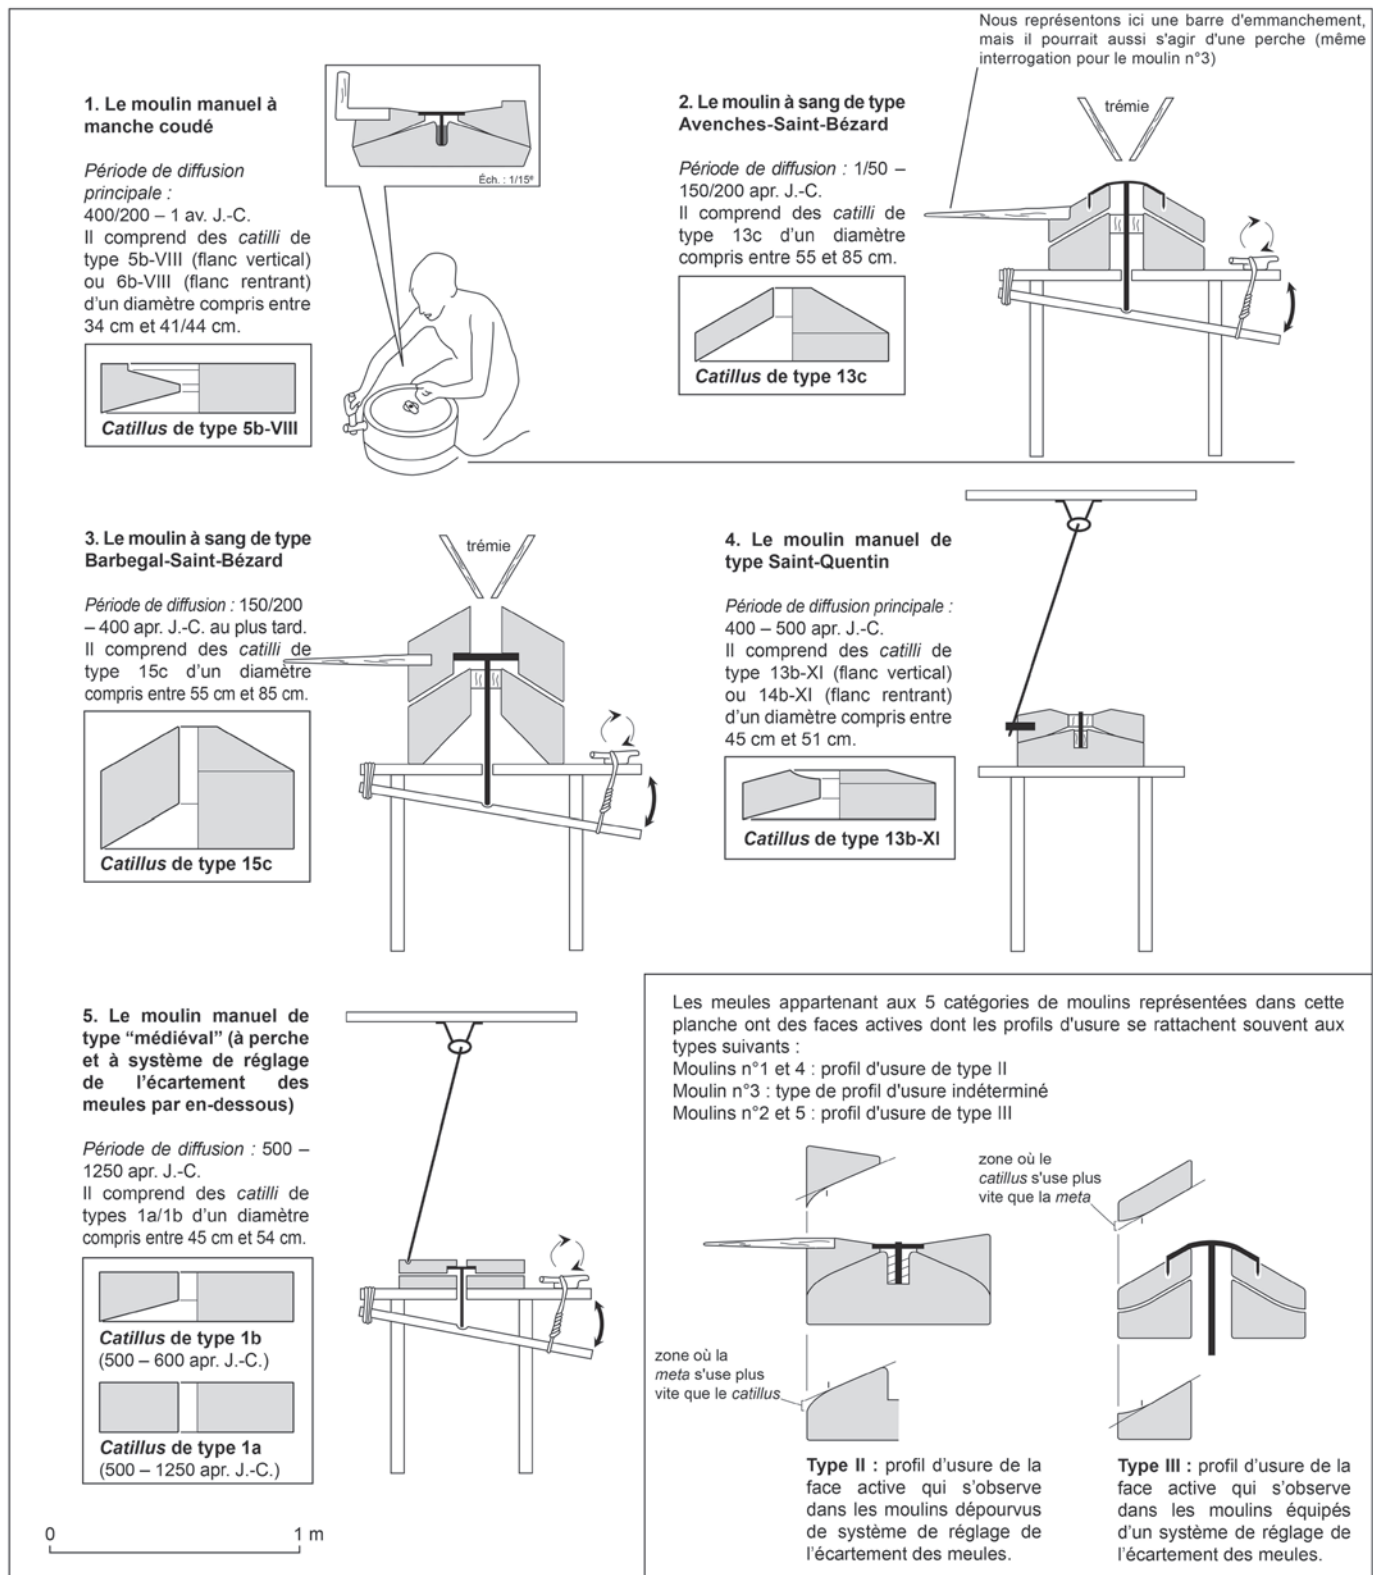 Nous représentons ici une barre d'emmanchement,
mais il pourrait aussi s'agir d'une perche (même
interrogation pour le moulin n°3)
1. Le moulin manuel à
manche coudé
Période de diffusion
principale :
400/200 – 1 av. J.-C.
Il comprend des catilli de
type 5b-VIII (flanc vertical)
ou 6b-VIII (flanc rentrant)
d'un diamètre compris entre
34 cm et 41/44 cm.
Catillus de type 5b-VIII
Éch. : 1/15e
2. Le moulin à sang de type
Avenches-Saint-Bézard
Période de diffusion : 1/50 –
150/200 apr. J.-C.
Il comprend des catilli de
type 13c d'un diamètre
compris entre 55 et 85 cm.
Catillus de type 13c
trémie
3. Le moulin à sang de type
Barbegal-Saint-Bézard
Période de diffusion : 150/200
– 400 apr. J.-C. au plus tard.
Il comprend des catilli de
type 15c d'un diamètre
compris entre 55 cm et 85 cm.
Catillus de type 15c
trémie
4. Le moulin manuel de
type Saint-Quentin
Période de diffusion principale :
400 – 500 apr. J.-C.
Il comprend des catilli de
type 13b-XI (flanc vertical)
ou 14b-XI (flanc rentrant)
d'un diamètre compris entre
45 cm et 51 cm.
Catillus de type 13b-XI
5. Le moulin manuel de
type “médiéval” (à perche
et à système de réglage
de l'écartement des
meules par en-dessous)
Période de diffusion : 500 –
1250 apr. J.-C.
Il comprend des catilli de
types 1a/1b d'un diamètre
compris entre 45 cm et 54 cm.
Catillus de type 1b
(500 – 600 apr. J.-C.)
Catillus de type 1a
(500 – 1250 apr. J.-C.)
0 1 m
Les meules appartenant aux 5 catégories de moulins représentées dans cette
planche ont des faces actives dont les profils d'usure se rattachent souvent aux
types suivants :
Moulins n°1 et 4 : profil d'usure de type II
Moulin n°3 : type de profil d'usure indéterminé
Moulins n°2 et 5 : profil d'usure de type III
zone où la
meta s'use plus
vite que le catillus
Type II : profil d'usure de la
face active qui s'observe
dans les moulins dépourvus
de système de réglage de
l'écartement des meules.
zone où le
catillus s'use plus
vite que la meta
Type III : profil d'usure de la
face active qui s'observe
dans les moulins équipés
d'un système de réglage de
l'écartement des meules.